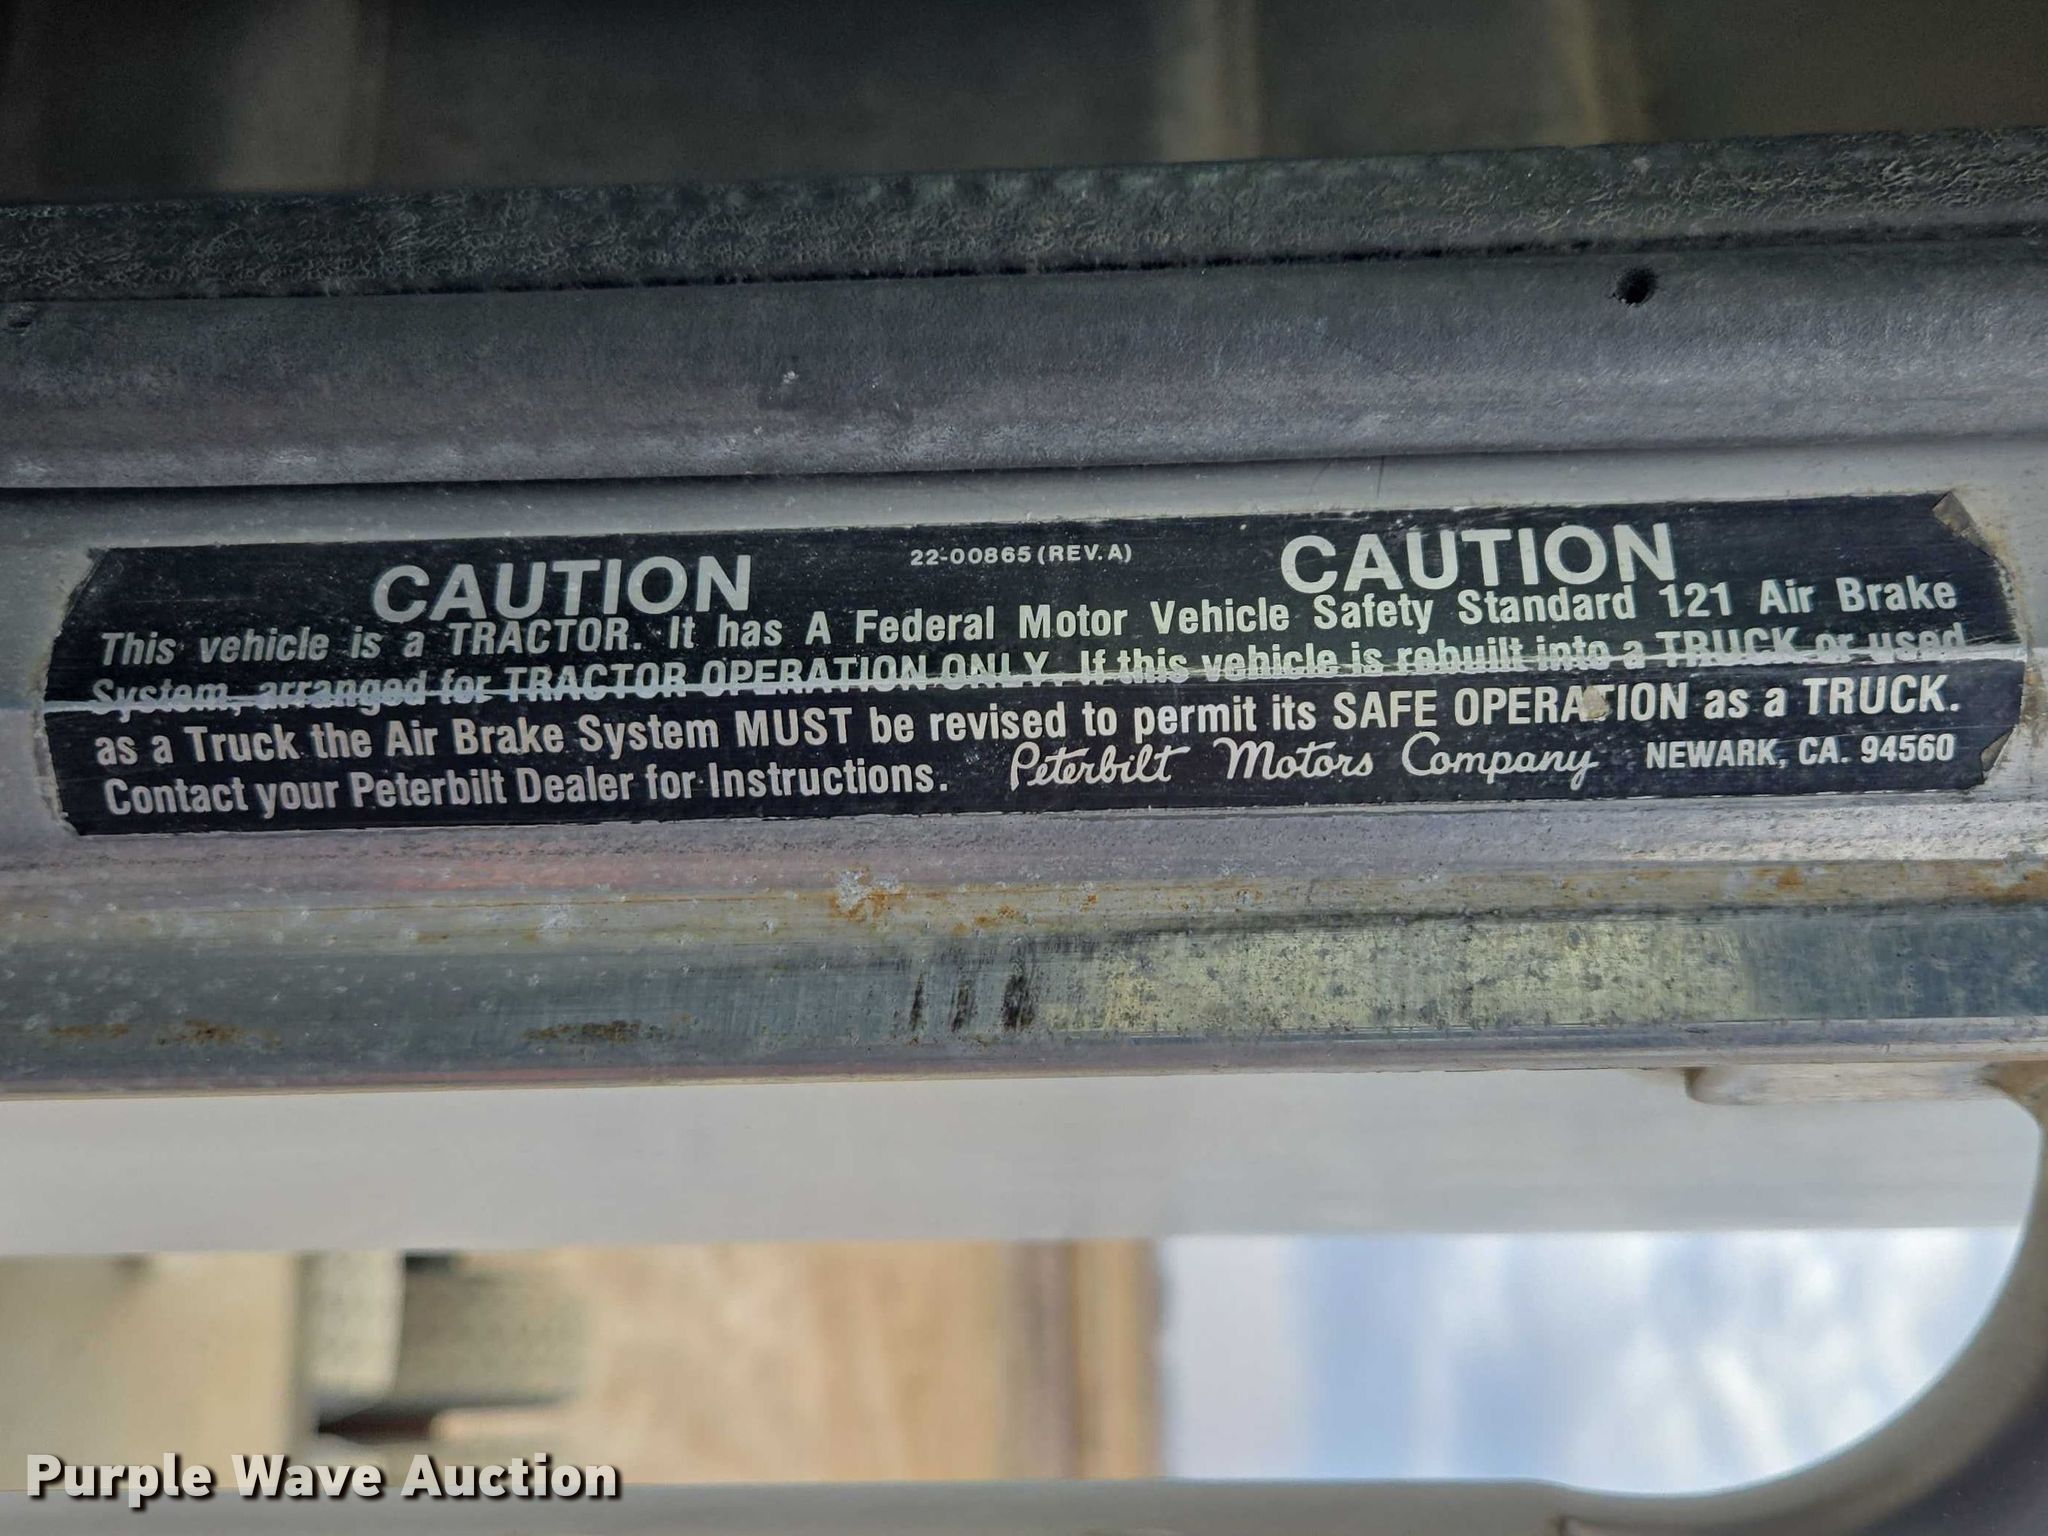 CAUTION 22-00865 (REV. A) CAUTION
This vehicle is a TRACTOR. It has A Federal Motor Vehicle Safety Standard 121 Air Brake
System, arranged for TRACTOR OPERATION ONLY. If this vehicle is rebuilt into a TRUCK or used
as a Truck the Air Brake System MUST be revised to permit its SAFE OPERATION as a TRUCK.
Contact your Peterbilt Dealer for Instructions. Peterbilt Motors Company NEWARK, CA. 94560
Purple Wave Auction